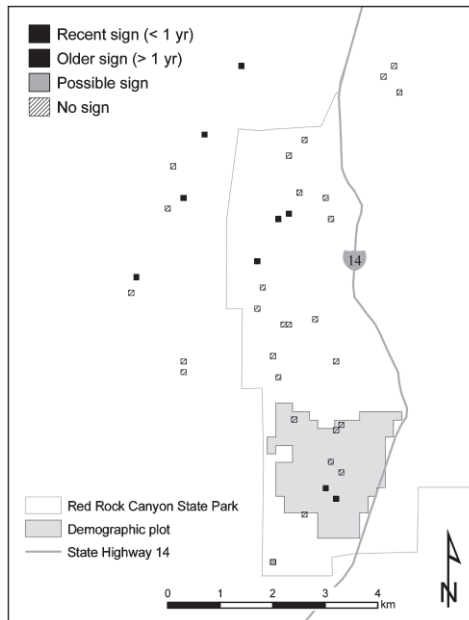 Recent sign (< 1 yr)
Older sign (> 1 yr)
Possible sign
No sign
14
Red Rock Canyon State Park
Demographic plot
State Highway 14
0 1 2 3 4
km
N